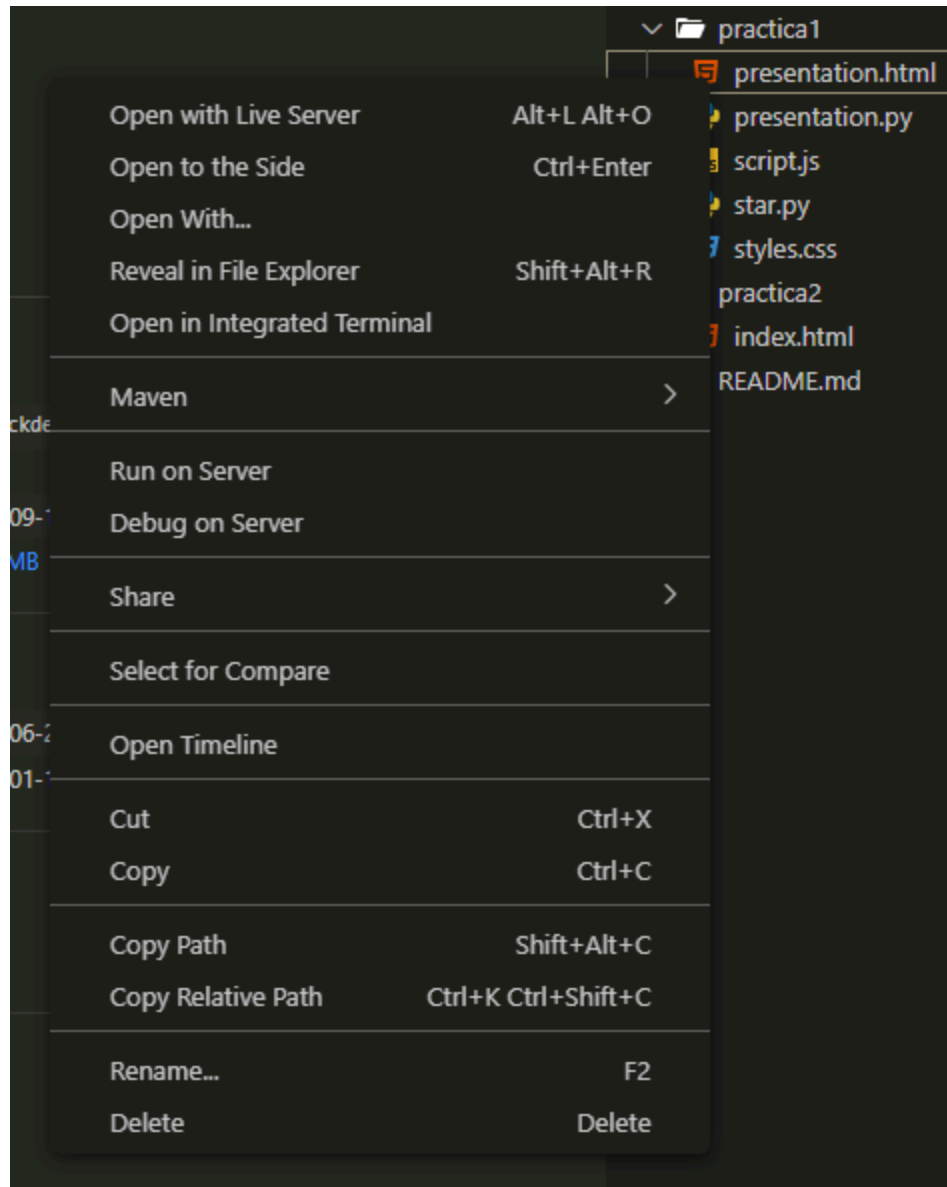 practica1
presentation.html
presentation.py
script.js
star.py
styles.css
practica2
index.html
README.md
Open with Live Server Alt+L Alt+O
Open to the Side Ctrl+Enter
Open With...
Reveal in File Explorer Shift+Alt+R
Open in Integrated Terminal
Maven
Run on Server
Debug on Server
Share
Select for Compare
Open Timeline
Cut Ctrl+X
Copy Ctrl+C
Copy Path Shift+Alt+C
Copy Relative Path Ctrl+K Ctrl+Shift+C
Rename... F2
Delete Delete
MB